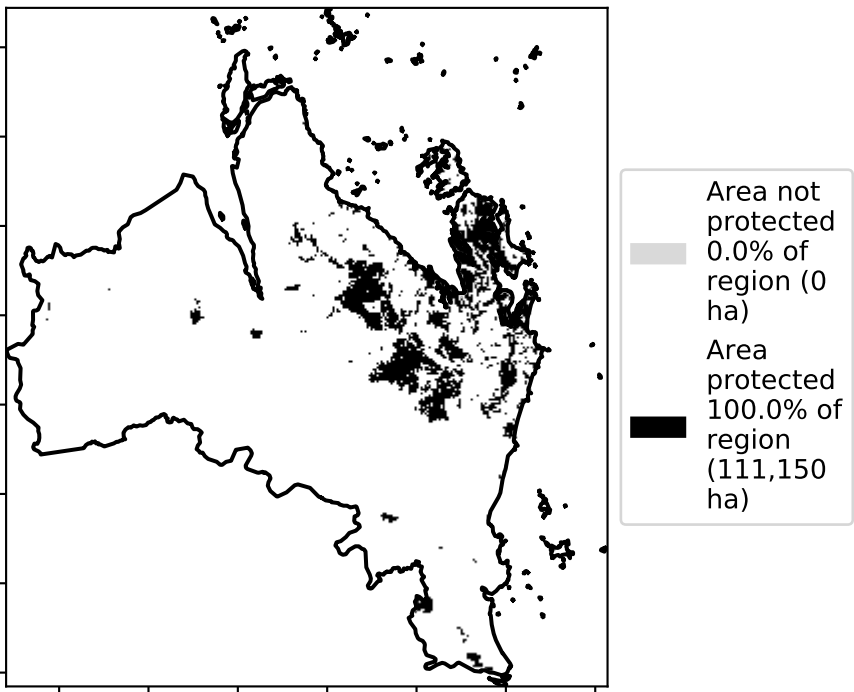 Area not
protected
0.0% of
region (0
ha)
Area
protected
100.0% of
region
(111,150
ha)